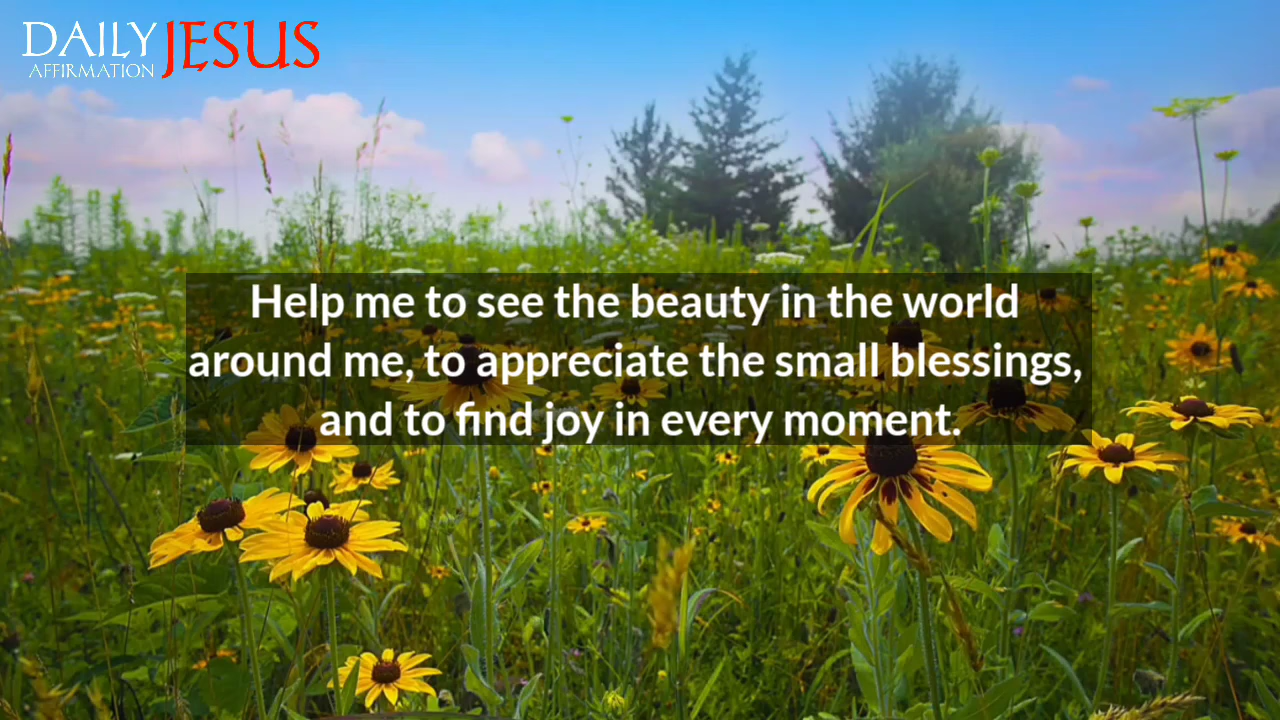 DAILY JESUS
AFFIRMATION
Help me to see the beauty in the world
around me, to appreciate the small blessings,
and to find joy in every moment.